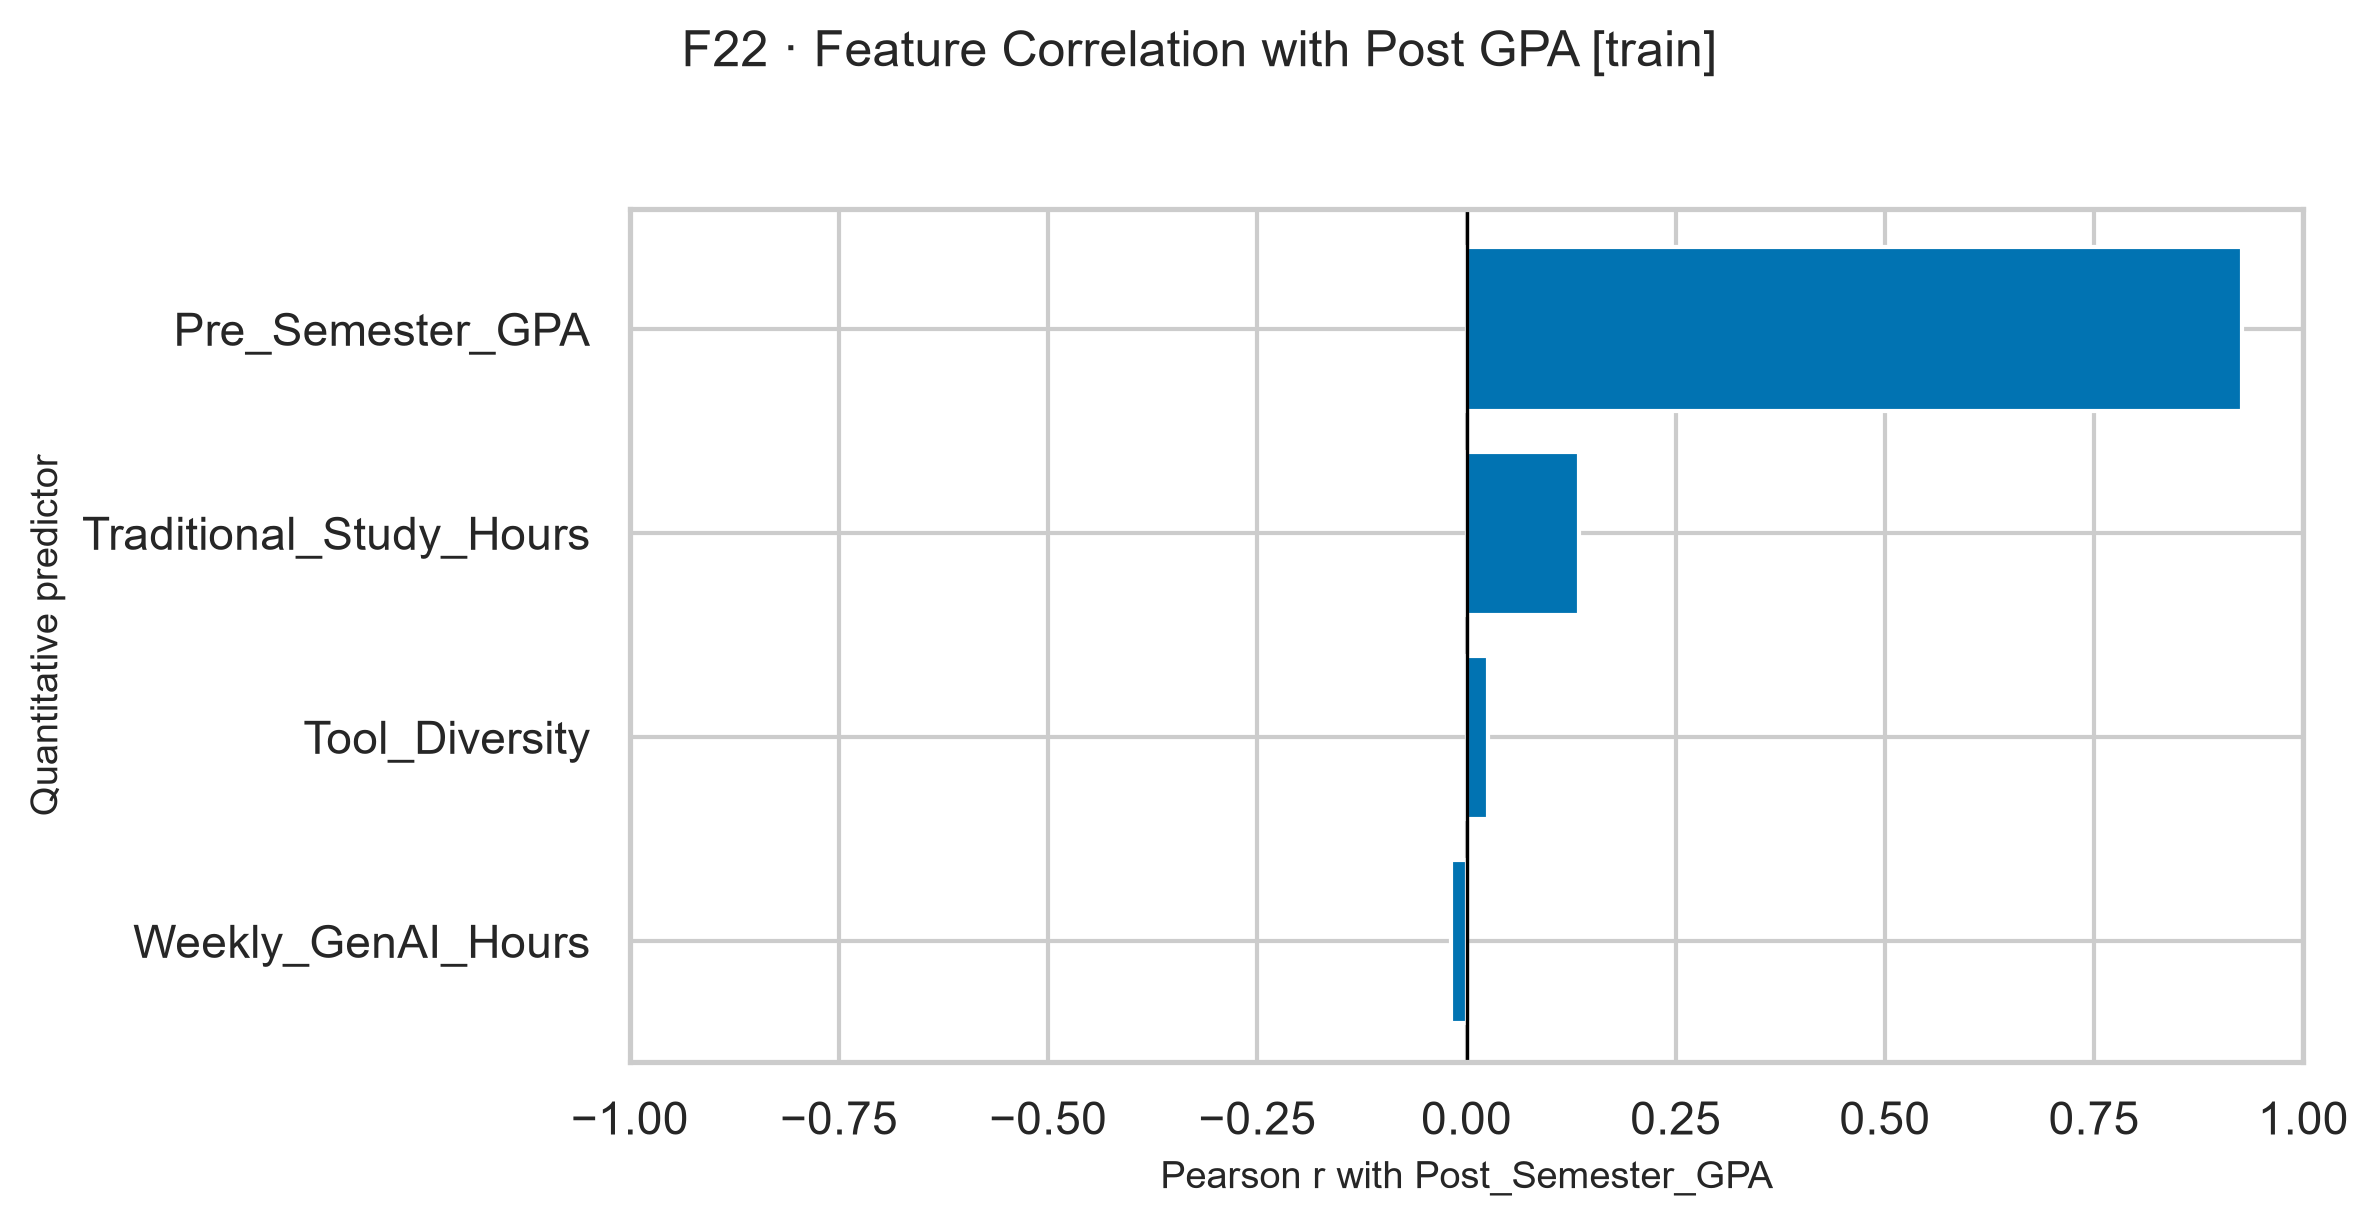 F22 · Feature Correlation with Post GPA [train]
Quantitative predictor
Pre_Semester_GPA
Traditional_Study_Hours
Tool_Diversity
Weekly_GenAI_Hours
−1.00 −0.75 −0.50 −0.25 0.00 0.25 0.50 0.75 1.00
Pearson r with Post_Semester_GPA